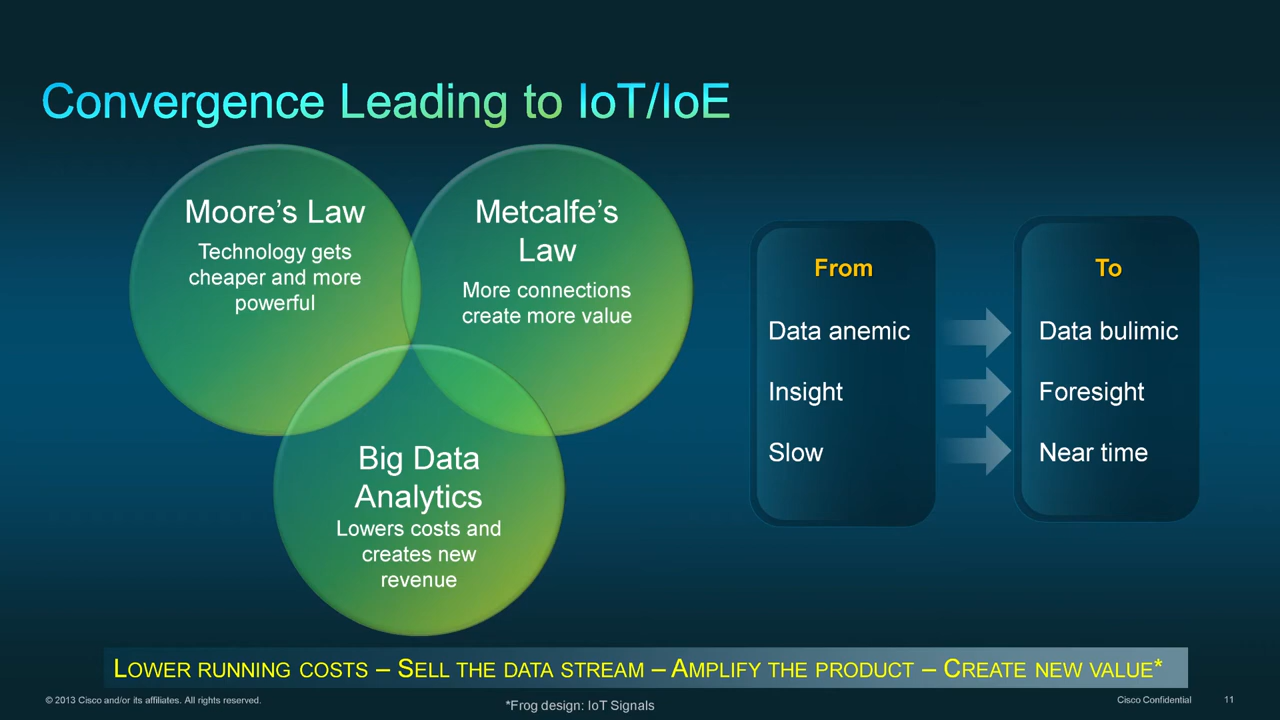 Convergence Leading to IoT/IoE
Moore's Law
Technology gets
cheaper and more
powerful
Metcalfe's
Law
More connections
create more value
Big Data
Analytics
Lowers costs and
creates new
revenue
From
Data anemic
Insight
Slow
To
Data bulimic
Foresight
Near time
LOWER RUNNING COSTS – SELL THE DATA STREAM – AMPLIFY THE PRODUCT – CREATE NEW VALUE*
© 2013 Cisco and/or its affiliates. All rights reserved.
*Frog design: IoT Signals
Cisco Confidential
11